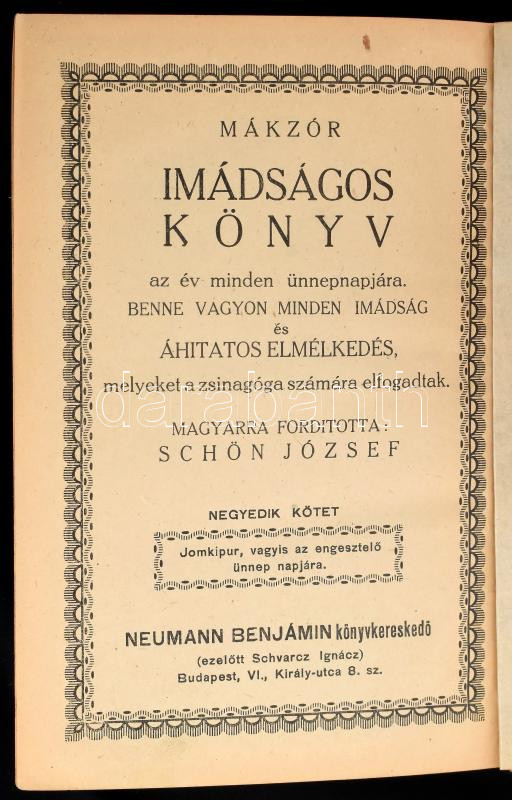 MÁKZÓR
IMÁDSÁGOS
KÖNYV
az év minden ünnepnapjára.
BENNE VAGYON MINDEN IMÁDSÁG
és
ÁHITATOS ELMÉLKEDÉS,
melyeket a zsinagóga számára elfogadtak.
darabanth
MAGYARRA FORDITOTTA:
SCHÖN JÓZSEF
NEGYEDIK KÖTET
Jomkipur, vagyis az engesztelő
ünnep napjára.
NEUMANN BENJÁMIN könyvkereskedő
(ezelőtt Schvarcz Ignácz)
Budapest, VI., Király-utca 8. sz.